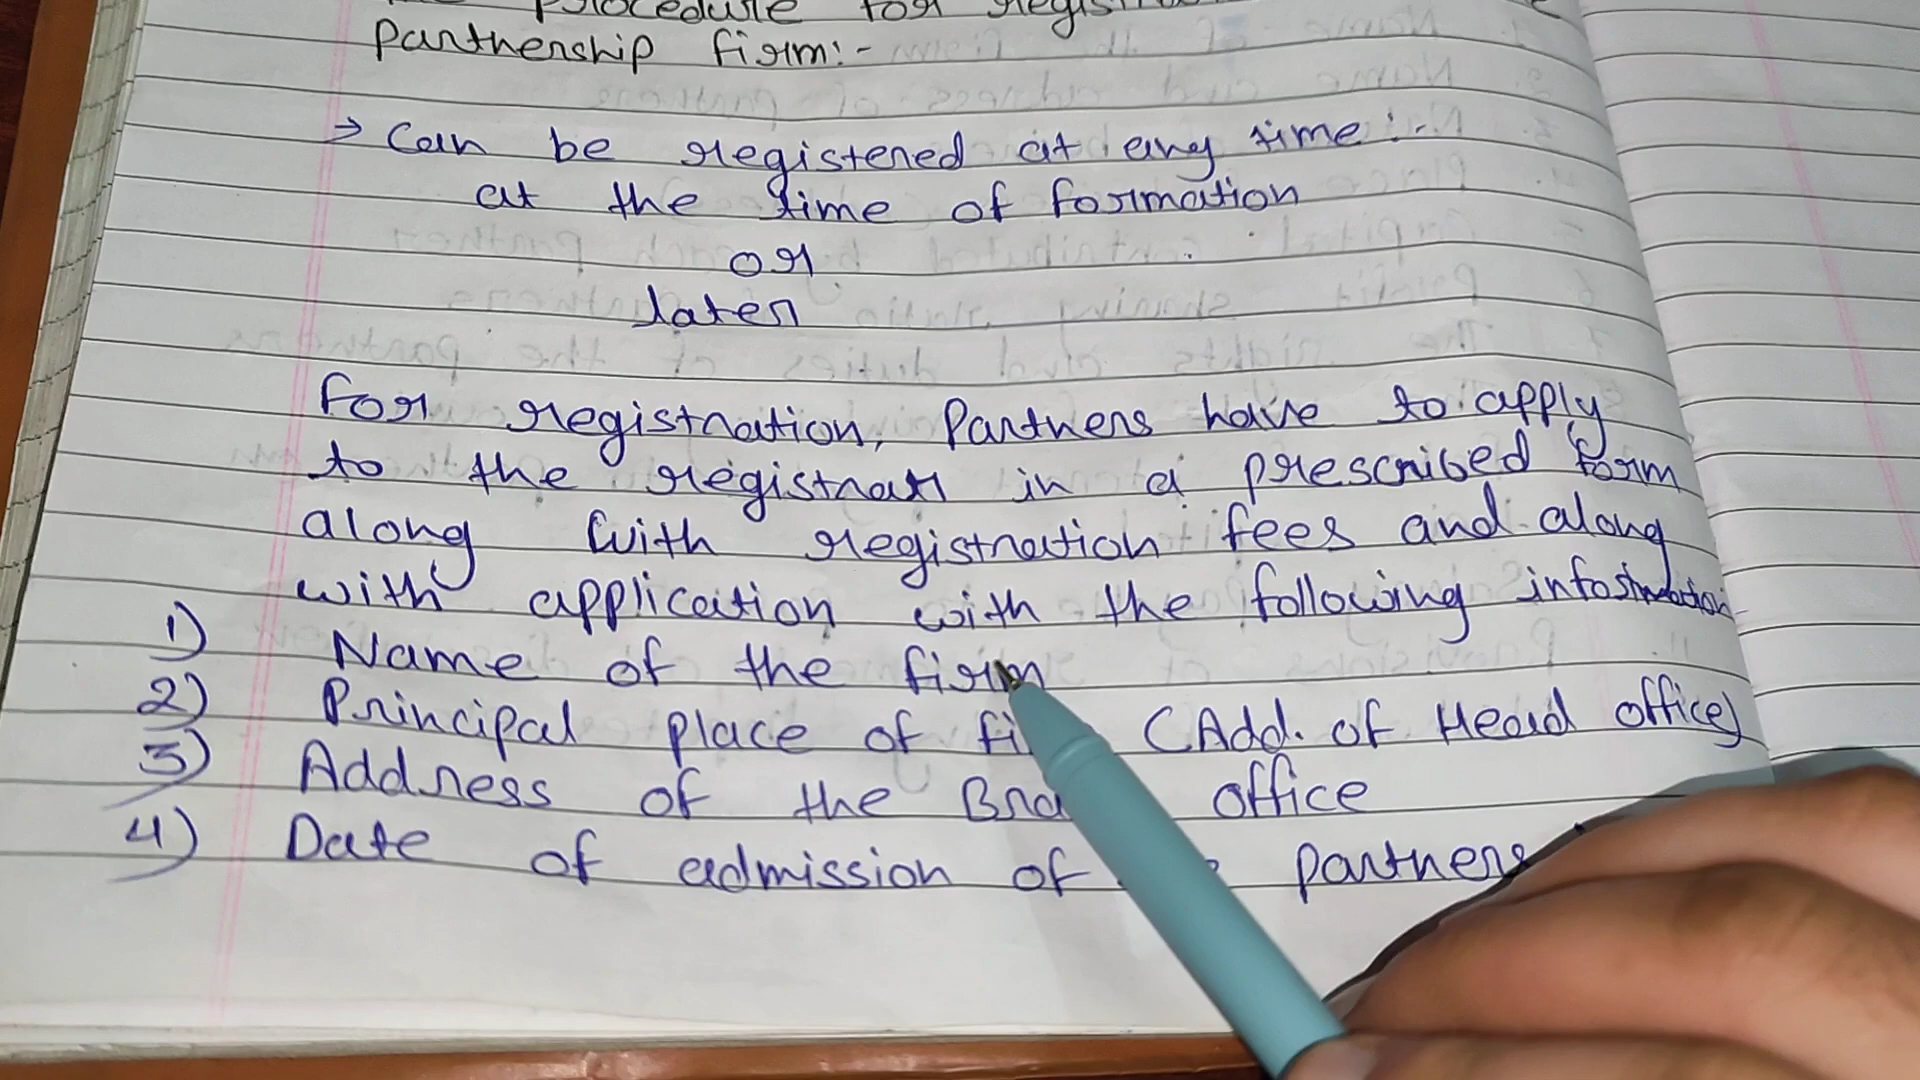 Procedure for
Partnership firm:-
→ Can be registered at any time :-
at the time of formation
or
later
For registration, Partners have to apply
to the registrar in a prescribed form
along with registration fees and along
with application with the following information
1) Name of the firm
2) Principal place of (Add. of Head office)
3) Address of the office
4) Date of admission of partners